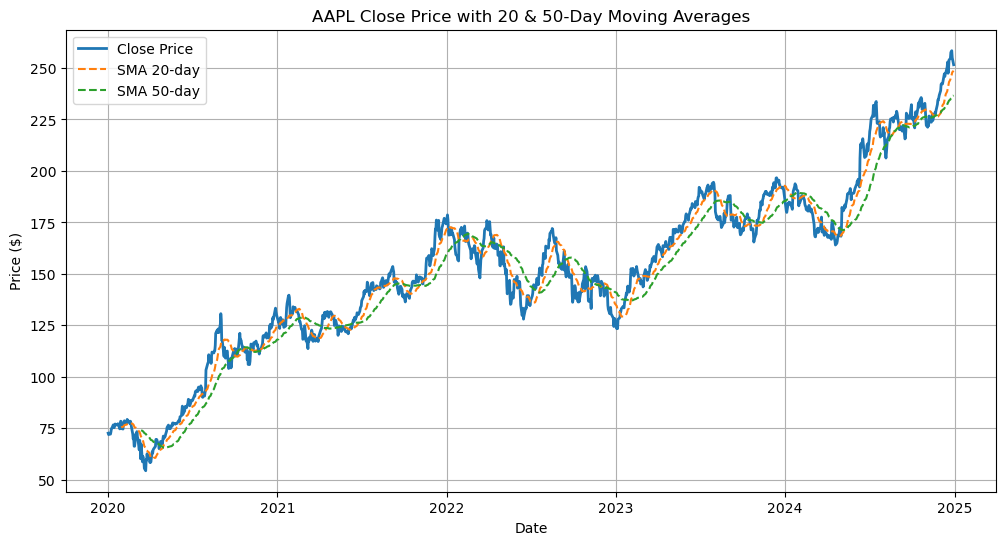 AAPL Close Price with 20 & 50-Day Moving Averages
Close Price
SMA 20-day
SMA 50-day
250
225
200
175
150
125
100
75
50
Price ($)
2020
2021
2022
2023
2024
2025
Date